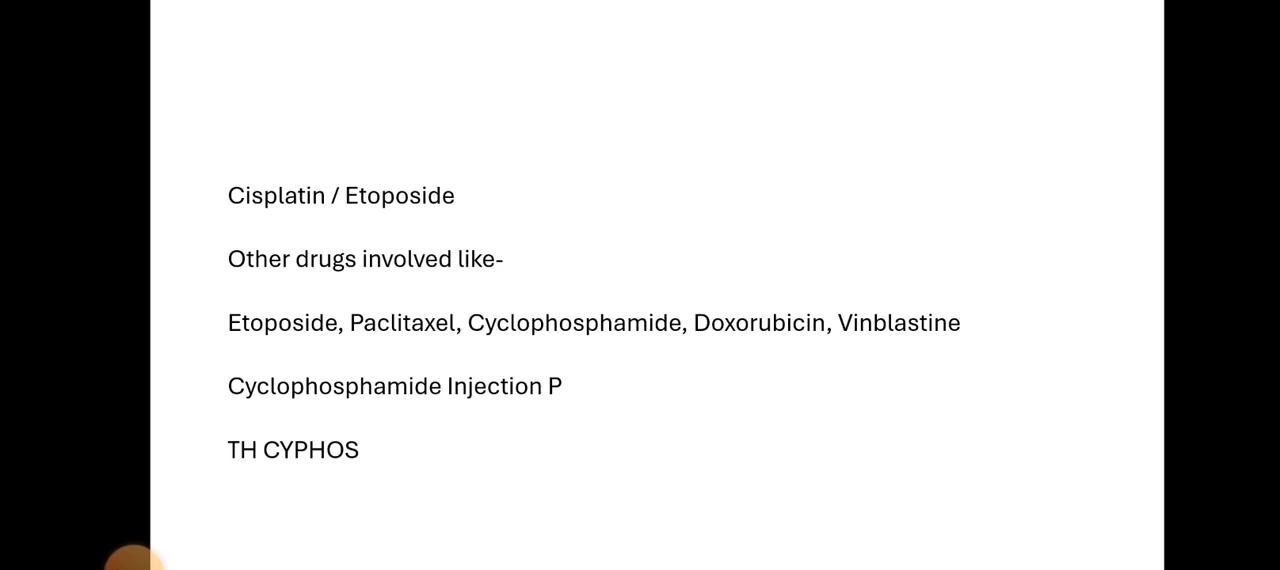 Cisplatin / Etoposide
Other drugs involved like-
Etoposide, Paclitaxel, Cyclophosphamide, Doxorubicin, Vinblastine
Cyclophosphamide Injection P
TH CYPHOS